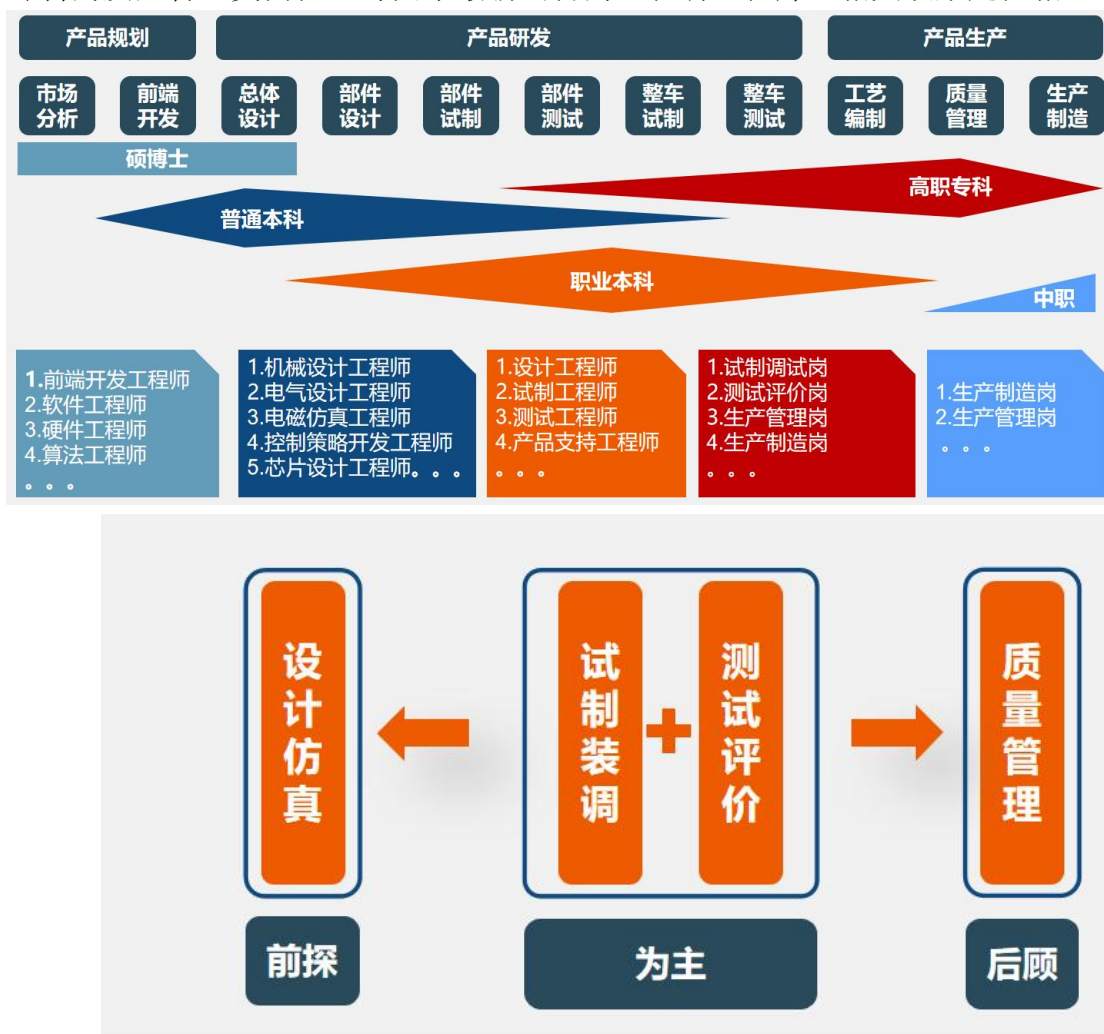 产品规划
产品研发
产品生产
市场
分析
前端
开发
总体
设计
部件
设计
部件
试制
部件
测试
整车
试制
整车
测试
工艺
编制
质量
管理
生产
制造
硕博士
高职专科
普通本科
职业本科
中职
1.前端开发工程师
2.软件工程师
3.硬件工程师
4.算法工程师
。。。
1.机械设计工程师
2.电气设计工程师
3.电磁仿真工程师
4.控制策略开发工程师
5.芯片设计工程师。。。
1.设计工程师
2.试制工程师
3.测试工程师
4.产品支持工程师
。。。
1.试制调试岗
2.测试评价岗
3.生产管理岗
4.生产制造岗
。。。
1.生产制造岗
2.生产管理岗
。。。
设计仿真
试制装调
+
测试评价
质量管理
前探
为主
后顾